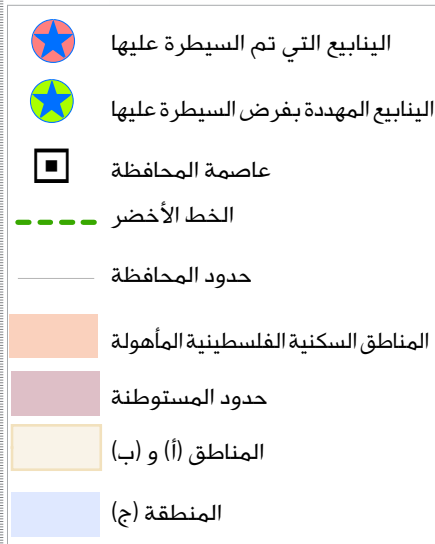 الينابيع التي تم السيطرة عليها
الينابيع المهددة بفرض السيطرة عليها
عاصمة المحافظة
الخط الأخضر
حدود المحافظة
المناطق السكنية الفلسطينية المأهولة
حدود المستوطنة
المناطق (أ) و (ب)
المنطقة (ج)